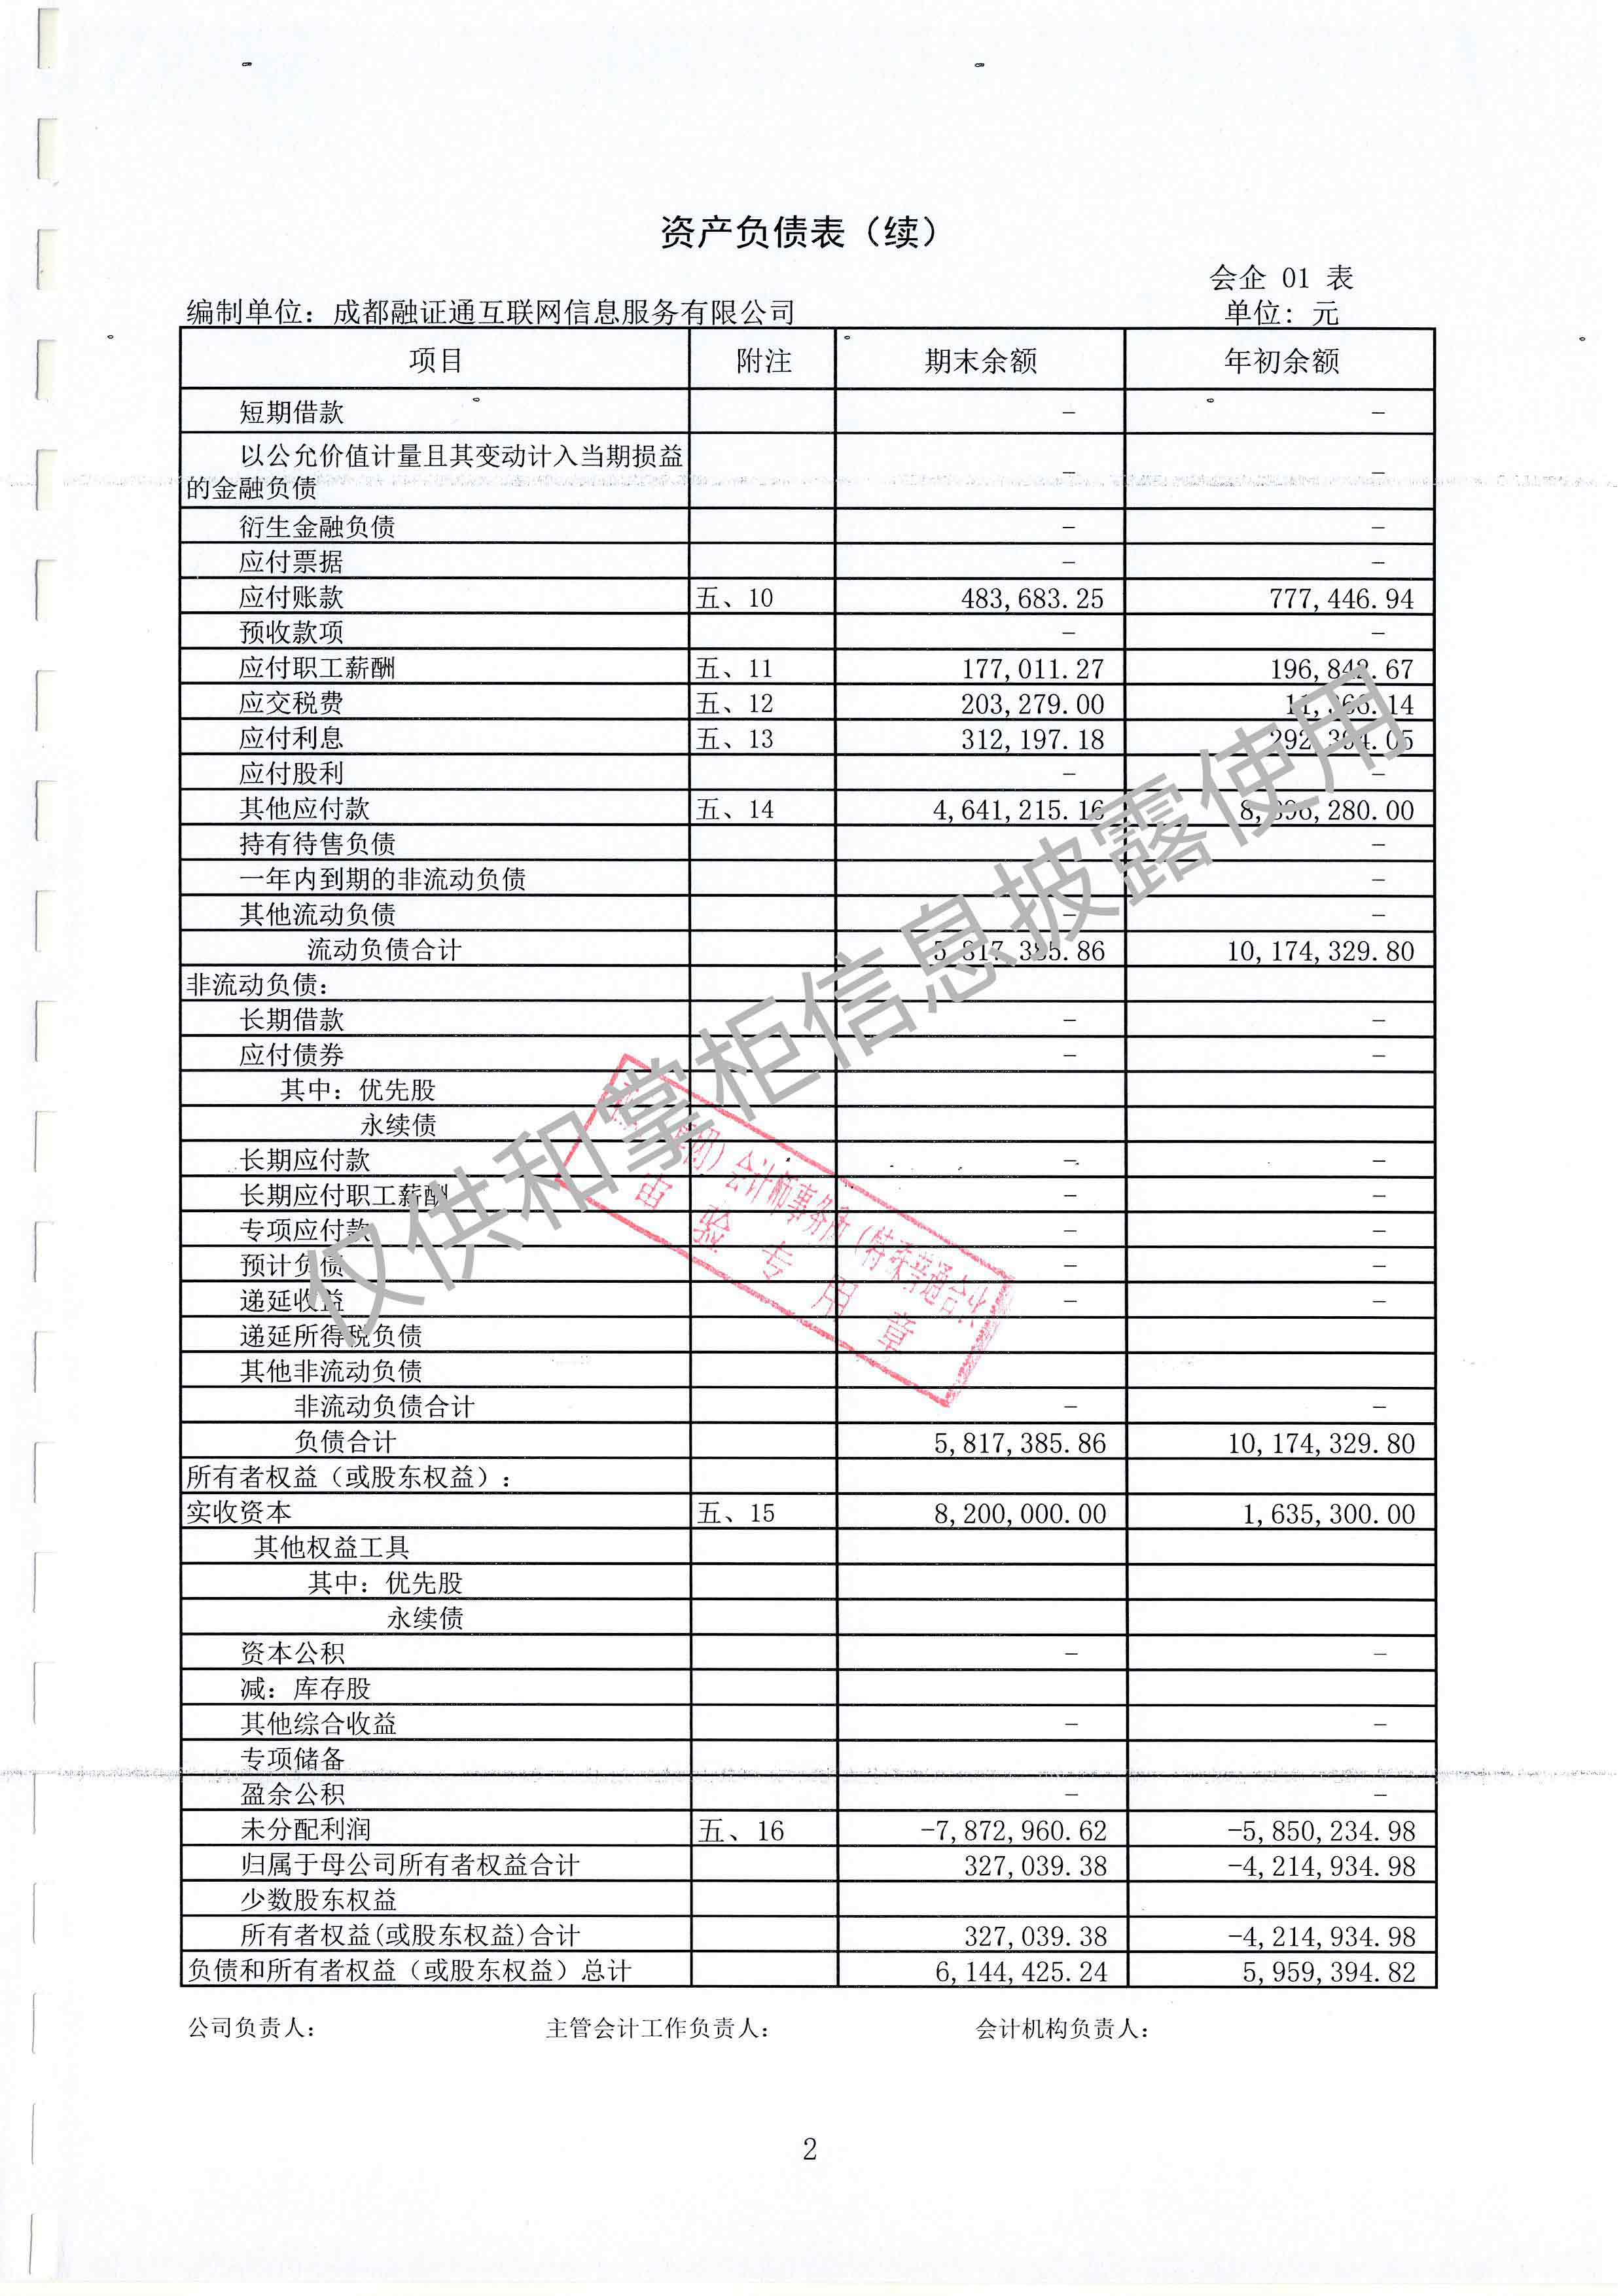 资产负债表（续）
会企 01 表
编制单位：成都融证通互联网信息服务有限公司 单位：元
项目 附注 期末余额 年初余额
短期借款 — —
以公允价值计量且其变动计入当期损益
的金融负债 — —
衍生金融负债 — —
应付票据 — —
应付账款 五、10 483,683.25 777,446.94
预收款项 — —
应付职工薪酬 五、11 177,011.27 196,842.67
应交税费 五、12 203,279.00 11,366.14
应付利息 五、13 312,197.18 292,394.05
应付股利 — —
其他应付款 五、14 4,641,215.16 8,896,280.00
持有待售负债 —
一年内到期的非流动负债 —
其他流动负债 — —
流动负债合计 5,817,385.86 10,174,329.80
非流动负债：
长期借款 — —
应付债券 — —
其中：优先股
永续债
长期应付款 — —
长期应付职工薪酬 — —
专项应付款 — —
预计负债 — —
递延收益 — —
递延所得税负债
其他非流动负债
非流动负债合计 — —
负债合计 5,817,385.86 10,174,329.80
所有者权益（或股东权益）：
实收资本 五、15 8,200,000.00 1,635,300.00
其他权益工具
其中：优先股
永续债
资本公积 — —
减：库存股
其他综合收益 — —
专项储备
盈余公积 — —
未分配利润 五、16 -7,872,960.62 -5,850,234.98
归属于母公司所有者权益合计 327,039.38 -4,214,934.98
少数股东权益
所有者权益(或股东权益)合计 327,039.38 -4,214,934.98
负债和所有者权益（或股东权益）总计 6,144,425.24 5,959,394.82
公司负责人： 主管会计工作负责人： 会计机构负责人：
2
仅供和掌柜信息披露使用
会计师事务所（特殊普通合伙
审验专用章